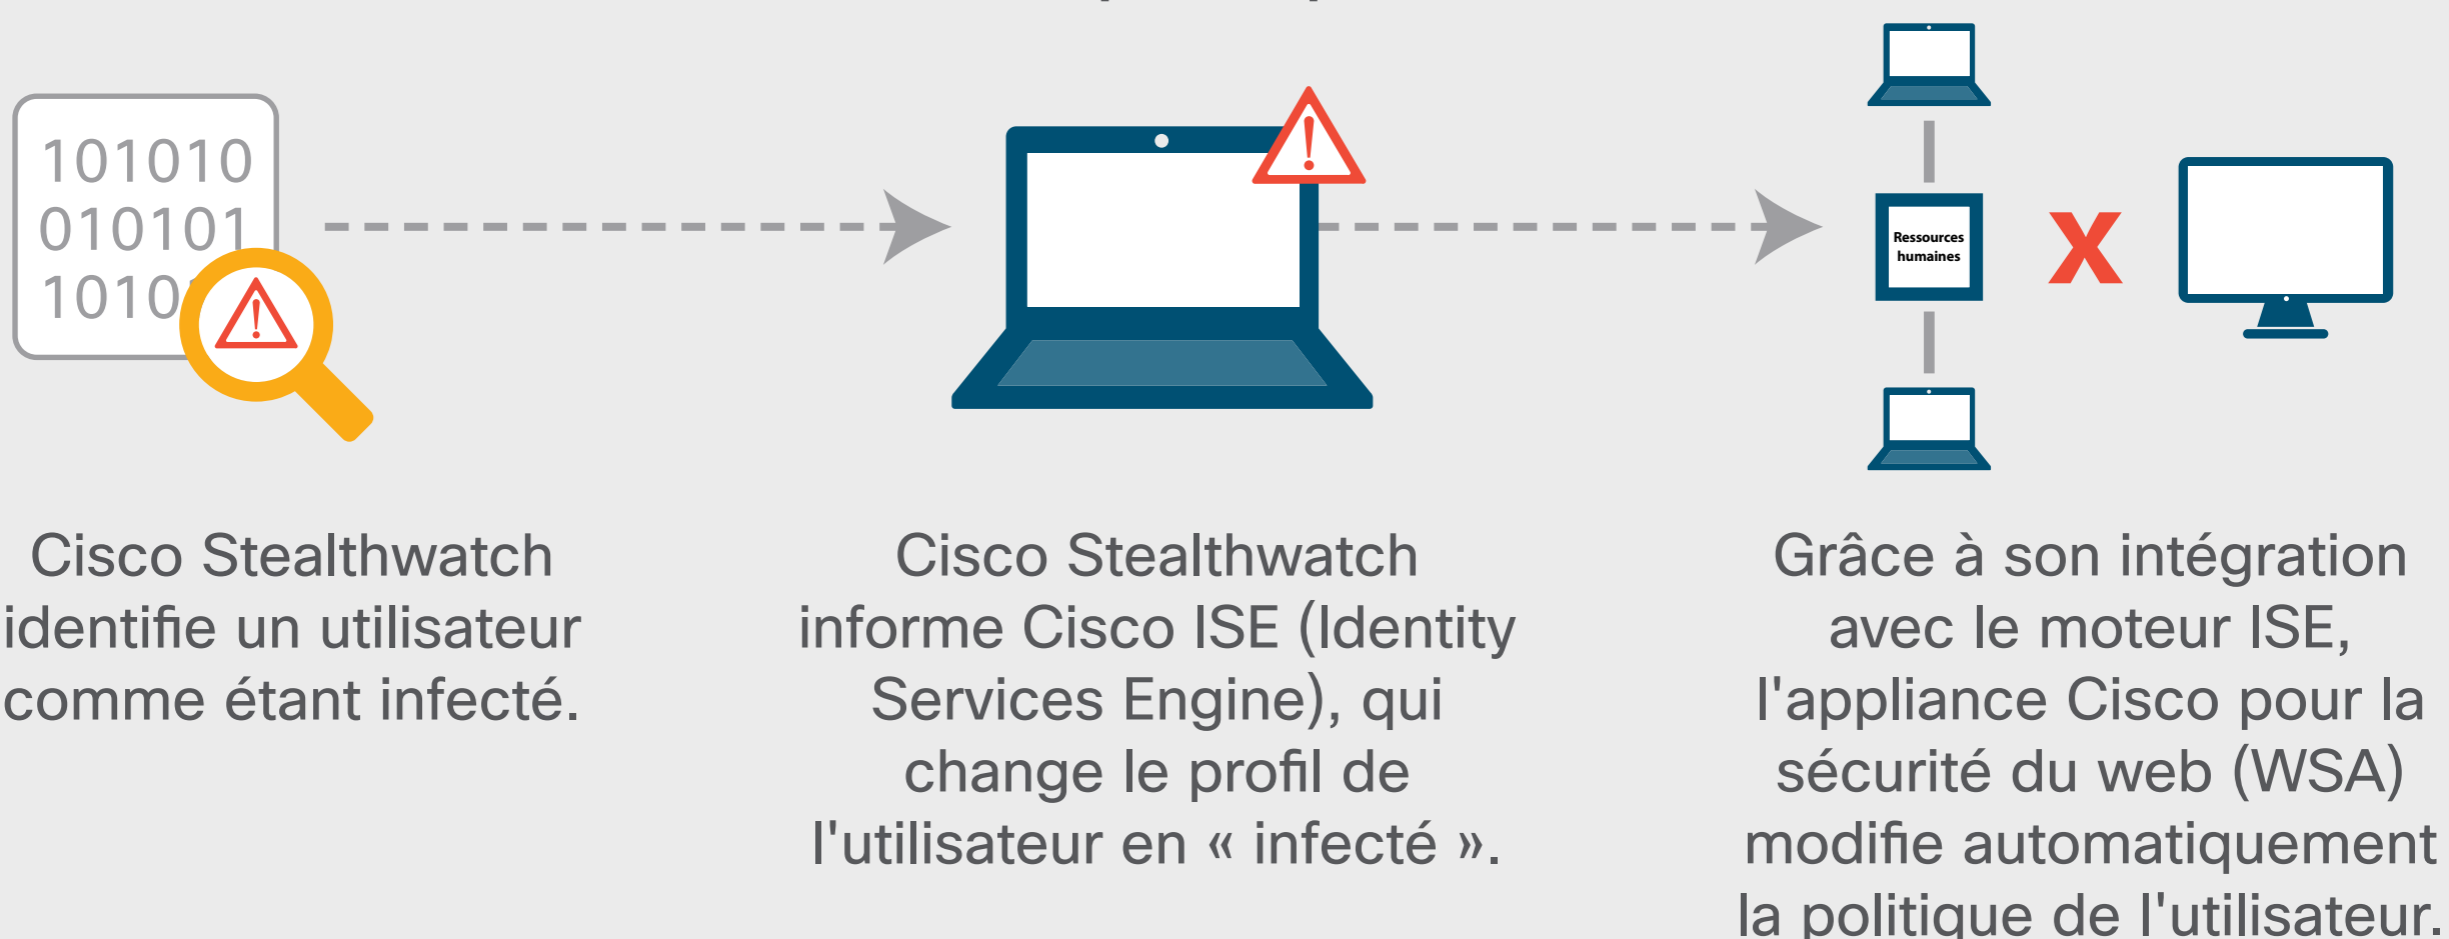 101010
010101
1010
Ressources
humaines
X
Cisco Stealthwatch
identifie un utilisateur
comme étant infecté.
Cisco Stealthwatch
informe Cisco ISE (Identity
Services Engine), qui
change le profil de
l'utilisateur en « infecté ».
Grâce à son intégration
avec le moteur ISE,
l'appliance Cisco pour la
sécurité du web (WSA)
modifie automatiquement
la politique de l'utilisateur.